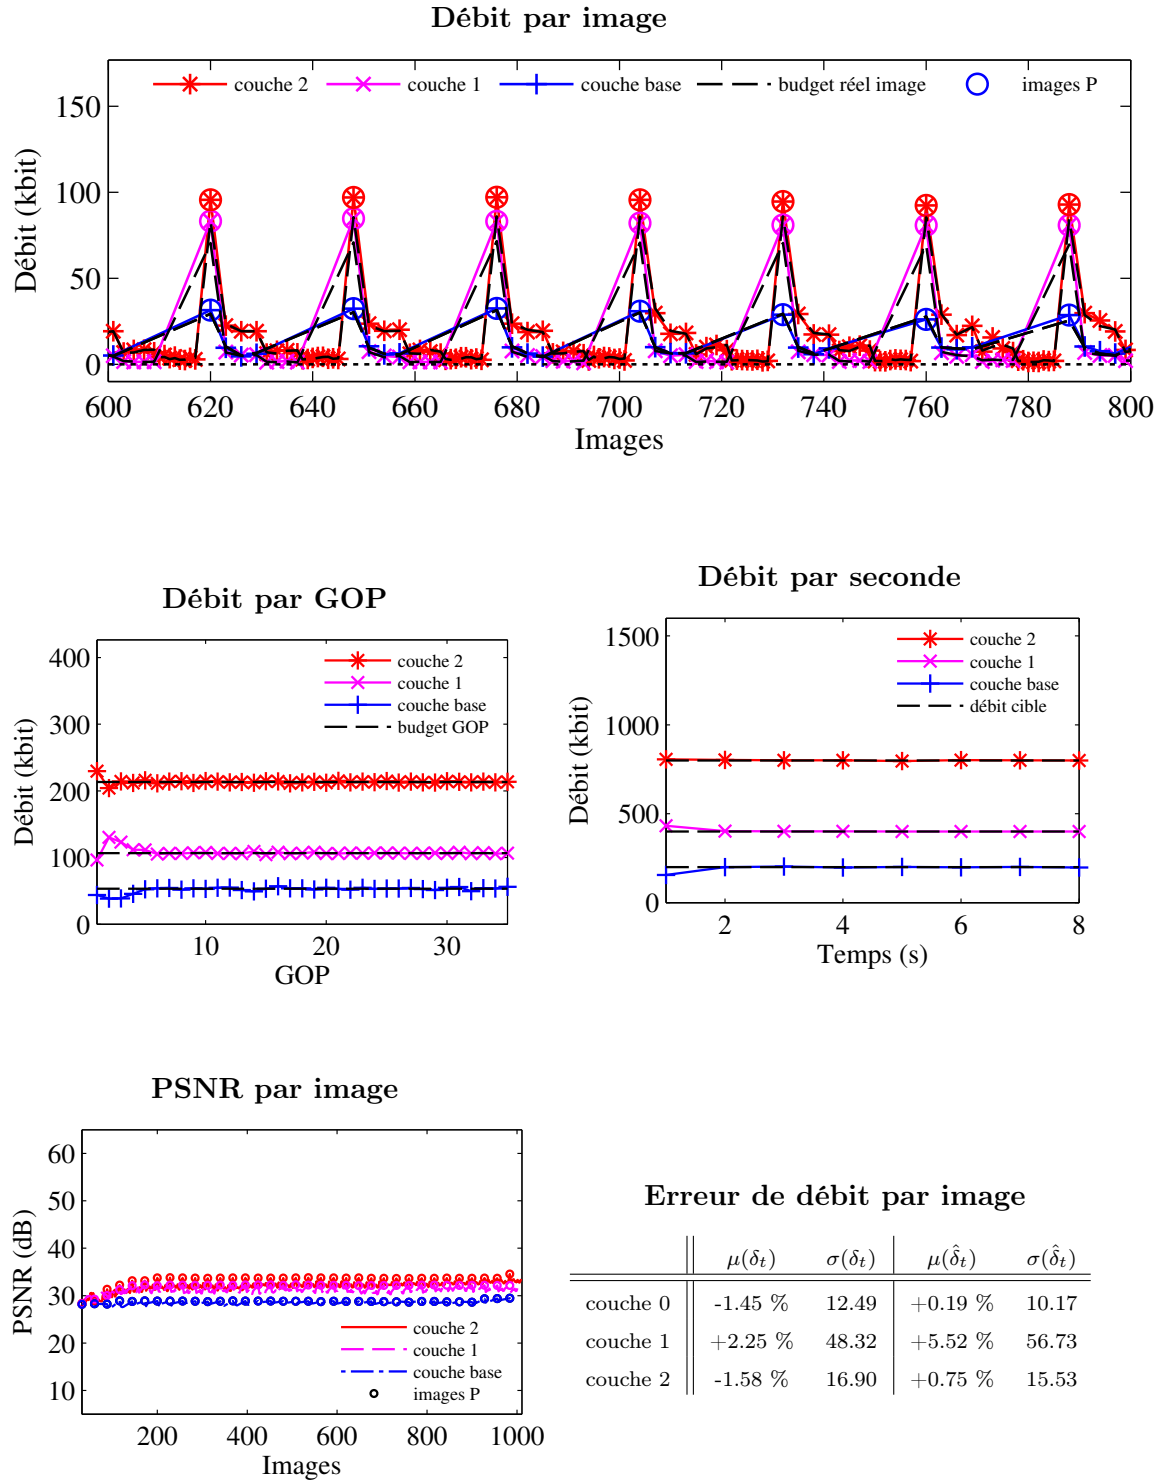 Débit par image
couche 2 couche 1 couche base budget réel image images P
150
100
50
0
Débit (kbit)
600 620 640 660 680 700 720 740 760 780 800
Images
Débit par GOP
couche 2
couche 1
couche base
budget GOP
400
300
200
100
0
Débit (kbit)
10 20 30
GOP
Débit par seconde
couche 2
couche 1
couche base
débit cible
1500
1000
500
0
Débit (kbit)
2 4 6 8
Temps (s)
PSNR par image
60
50
40
30
20
10
PSNR (dB)
couche 2
couche 1
couche base
images P
200 400 600 800 1000
Images
Erreur de débit par image
μ(δ_t) σ(δ_t) μ(δ̂_t) σ(δ̂_t)
couche 0 -1.45 % 12.49 +0.19 % 10.17
couche 1 +2.25 % 48.32 +5.52 % 56.73
couche 2 -1.58 % 16.90 +0.75 % 15.53